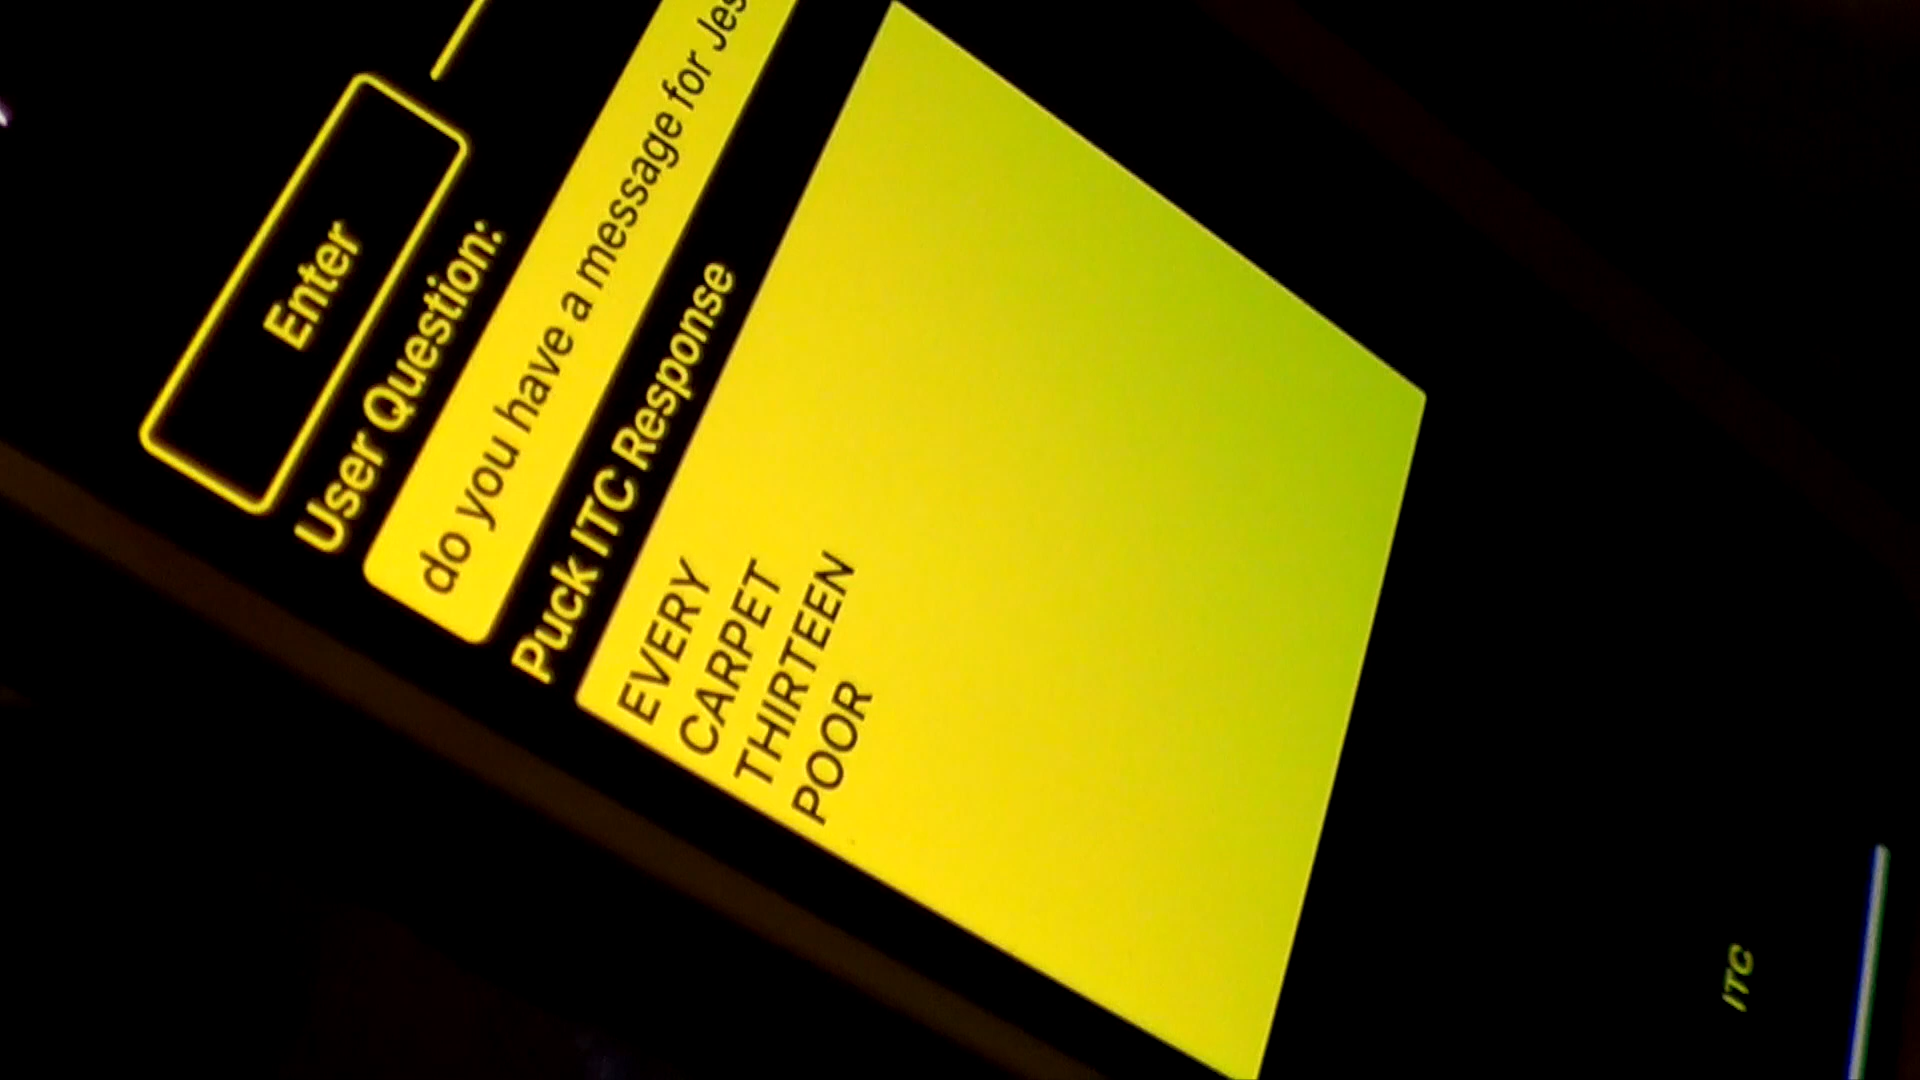 Enter
User Question:
do you have a message for Jes
Puck ITC Response
EVERY
CARPET
THIRTEEN
POOR
ITC